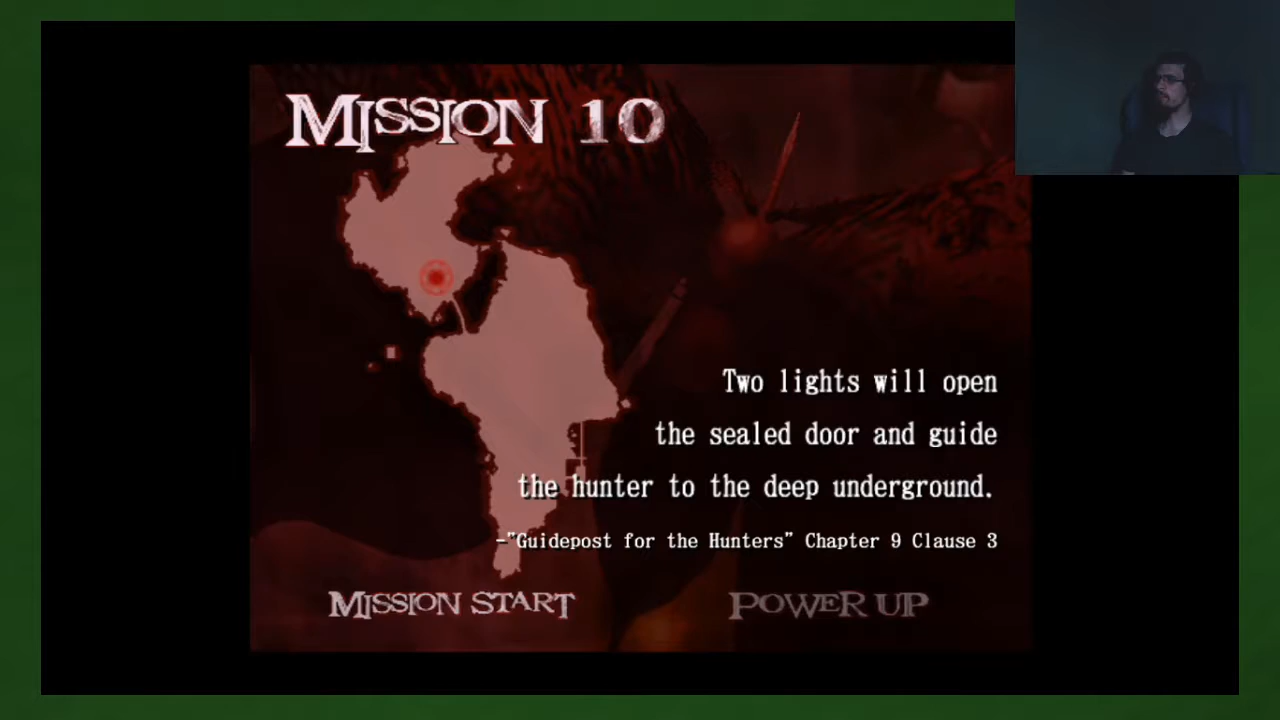 MISSION 10
Two lights will open
the sealed door and guide
the hunter to the deep underground.
-"Guidepost for the Hunters" Chapter 9 Clause 3
MISSION START
POWER UP